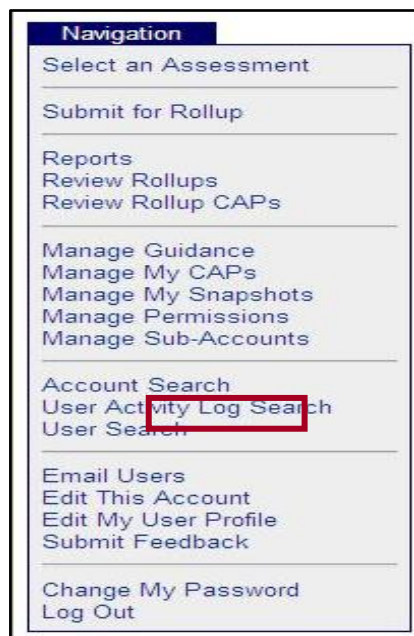 Navigation
Select an Assessment
Submit for Rollup
Reports
Review Rollups
Review Rollup CAPs
Manage Guidance
Manage My CAPs
Manage My Snapshots
Manage Permissions
Manage Sub-Accounts
Account Search
User Activity Log Search
User Search
Email Users
Edit This Account
Edit My User Profile
Submit Feedback
Change My Password
Log Out